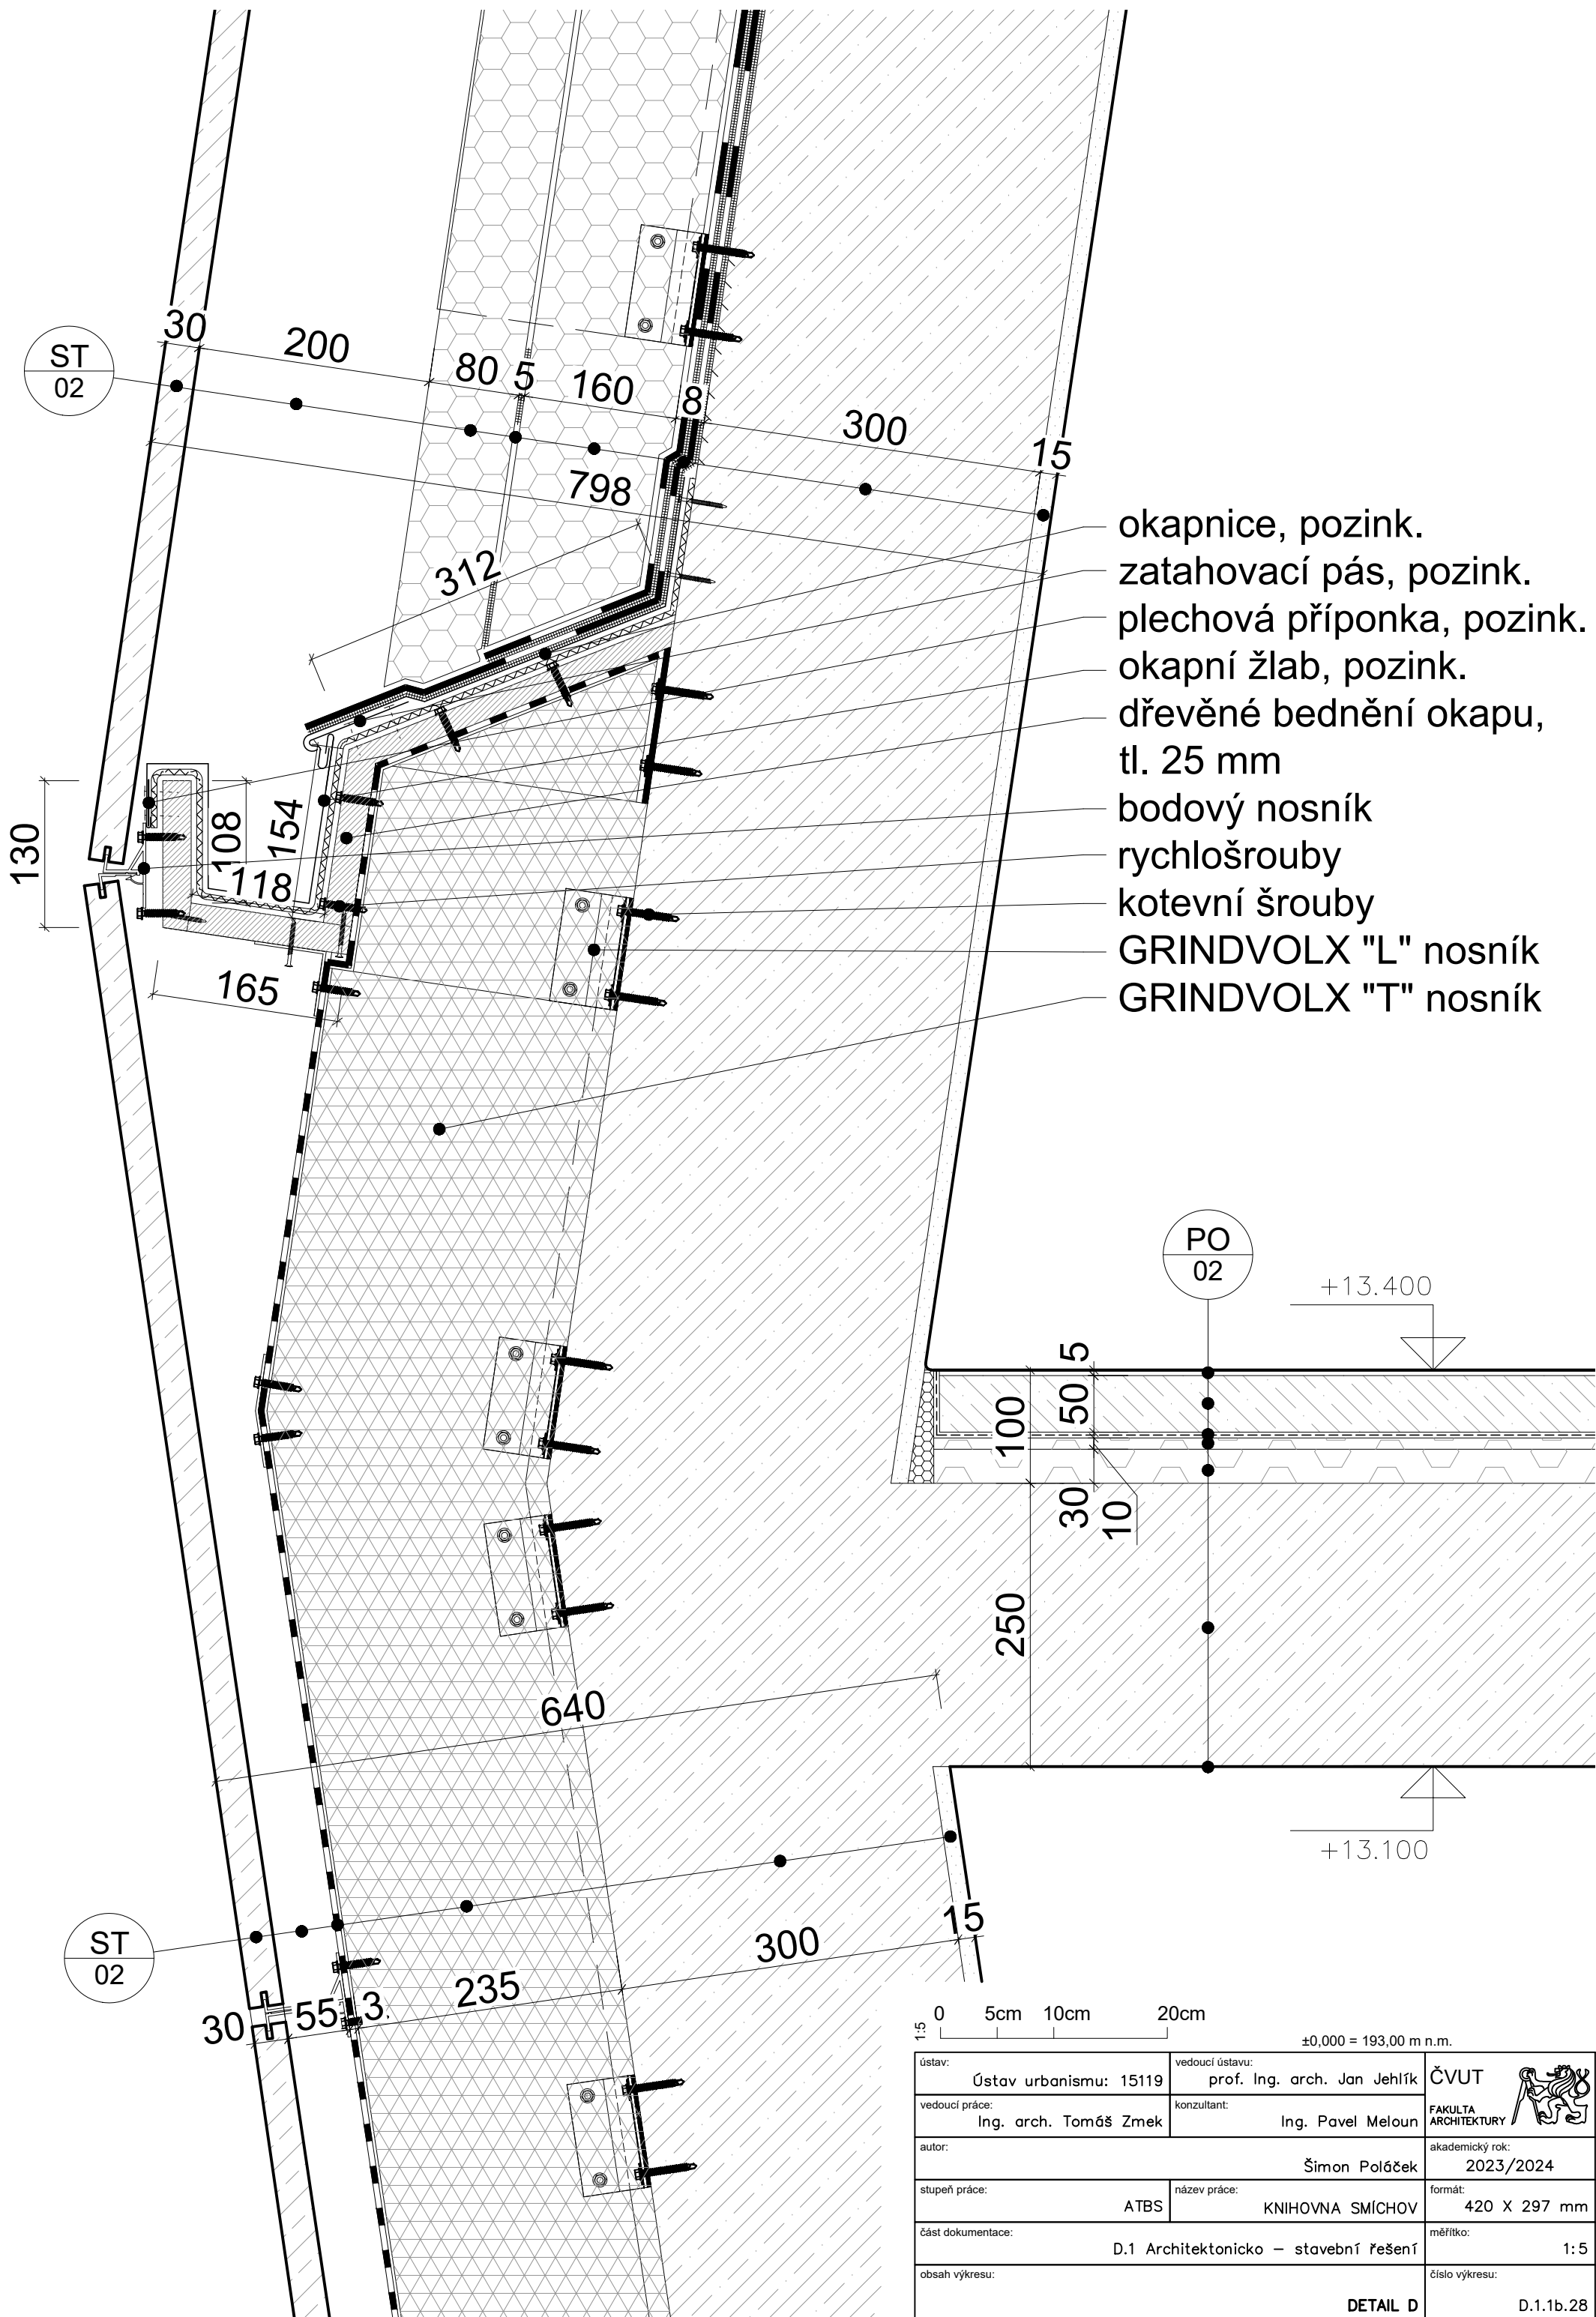 ST
02
30
200
80
5
160
8
300
15
798
312
okapnice, pozink.
zatahovací pás, pozink.
plechová příponka, pozink.
okapní žlab, pozink.
dřevěné bednění okapu,
tl. 25 mm
bodový nosník
rychlošrouby
kotevní šrouby
GRINDVOLX "L" nosník
GRINDVOLX "T" nosník
130
108
154
118
165
PO
02
+13.400
5
50
100
30
10
250
640
+13.100
ST
02
30
55
3
235
300
15
1:5
0 5cm 10cm 20cm
±0,000 = 193,00 m n.m.
ústav:
Ústav urbanismu: 15119
vedoucí ústavu:
prof. Ing. arch. Jan Jehlík
ČVUT
FAKULTA
ARCHITEKTURY
vedoucí práce:
Ing. arch. Tomáš Zmek
konzultant:
Ing. Pavel Meloun
autor:
Šimon Poláček
akademický rok:
2023/2024
stupeň práce:
ATBS
název práce:
KNIHOVNA SMÍCHOV
formát:
420 X 297 mm
část dokumentace:
D.1 Architektonicko – stavební řešení
měřítko:
1:5
obsah výkresu:
DETAIL D
číslo výkresu:
D.1.1b.28